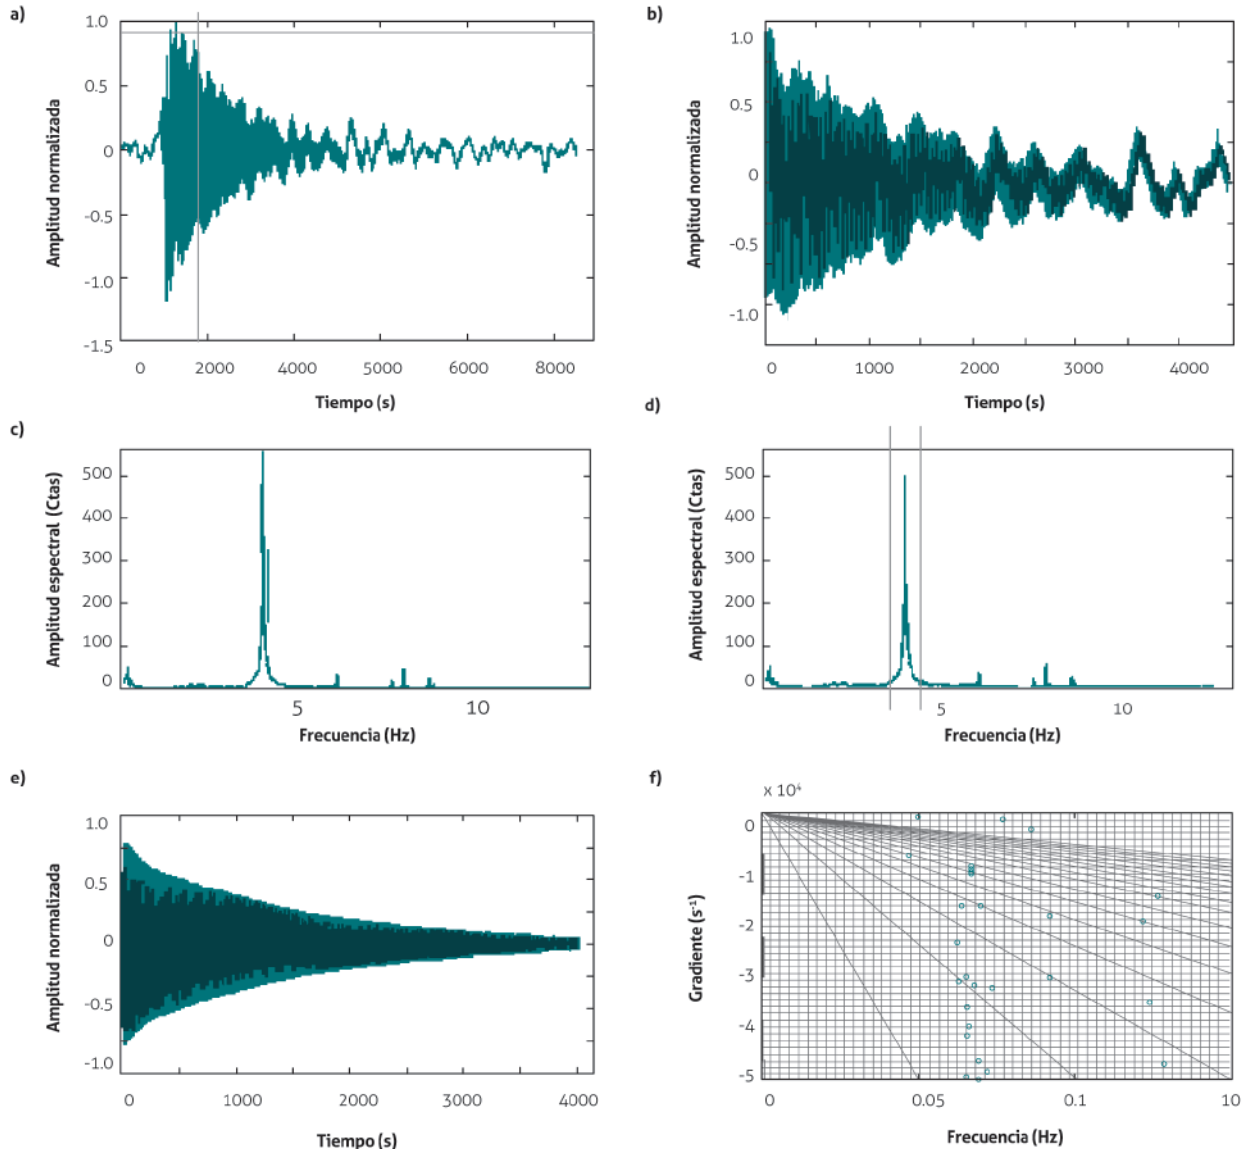 a)
1.0
0.5
0
-0.5
-1.0
-1.5
Amplitud normalizada
0 2000 4000 6000 8000
Tiempo (s)
b)
1.0
0.5
0
-0.5
-1.0
Amplitud normalizada
0 1000 2000 3000 4000
Tiempo (s)
c)
500
400
300
200
100
0
Amplitud espectral (Ctas)
5 10
Frecuencia (Hz)
d)
500
400
300
200
100
0
Amplitud espectral (Ctas)
5 10
Frecuencia (Hz)
e)
1.0
0.5
0
-0.5
-1.0
Amplitud normalizada
0 1000 2000 3000 4000
Tiempo (s)
f)
x 10⁴
0
-1
-2
-3
-4
-5
Gradiente (s⁻¹)
0 0.05 0.1 10
Frecuencia (Hz)